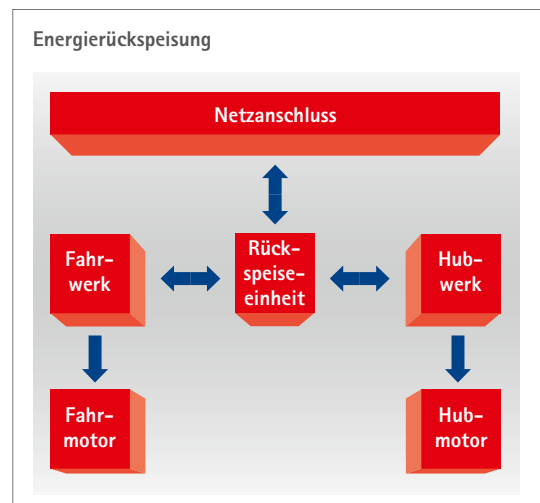 Energierückspeisung
Netzanschluss
Fahr-
werk
Rück-
speise-
einheit
Hub-
werk
Fahr-
motor
Hub-
motor